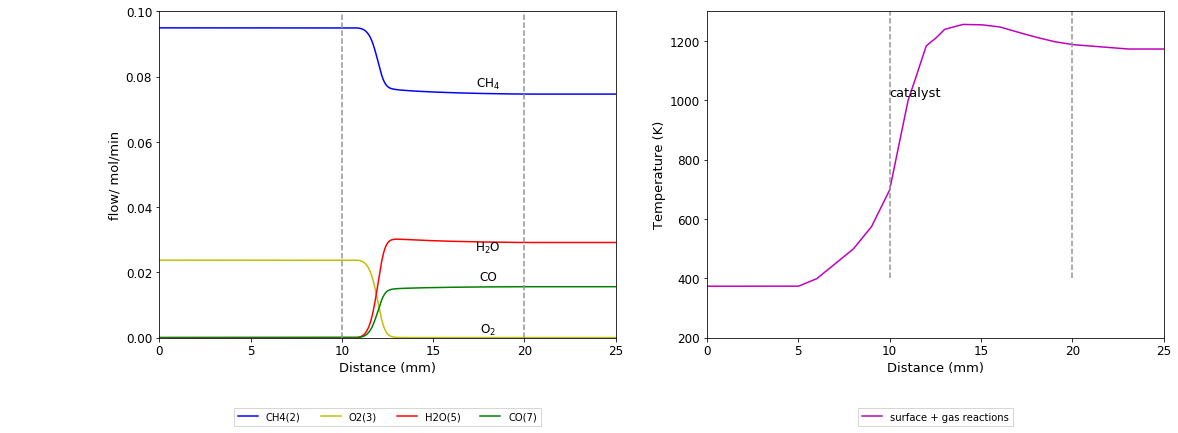 0.10
0.08
0.06
0.04
0.02
0.00
flow/ mol/min
CH₄
H₂O
CO
O₂
0 5 10 15 20 25
Distance (mm)
CH4(2) O2(3) H2O(5) CO(7)
1200
1000
800
600
400
200
Temperature (K)
catalyst
0 5 10 15 20 25
Distance (mm)
surface + gas reactions